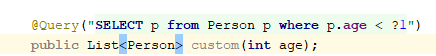 @Query("SELECT p from Person p where p.age < ?1")
public List<Person> custom(int age);